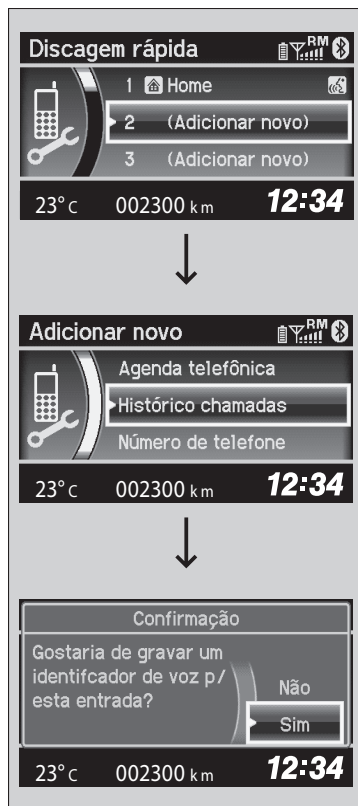 Discagem rápida RM
1 Home
2 (Adicionar novo)
3 (Adicionar novo)
23°c 002300 km 12:34
Adicionar novo RM
Agenda telefônica
Histórico chamadas
Número de telefone
23°c 002300 km 12:34
Confirmação
Gostaria de gravar um
identifcador de voz p/
esta entrada?
Não
Sim
23°c 002300 km 12:34